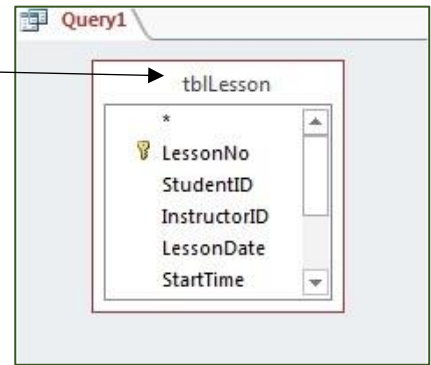 Query1
tblLesson
*
LessonNo
StudentID
InstructorID
LessonDate
StartTime